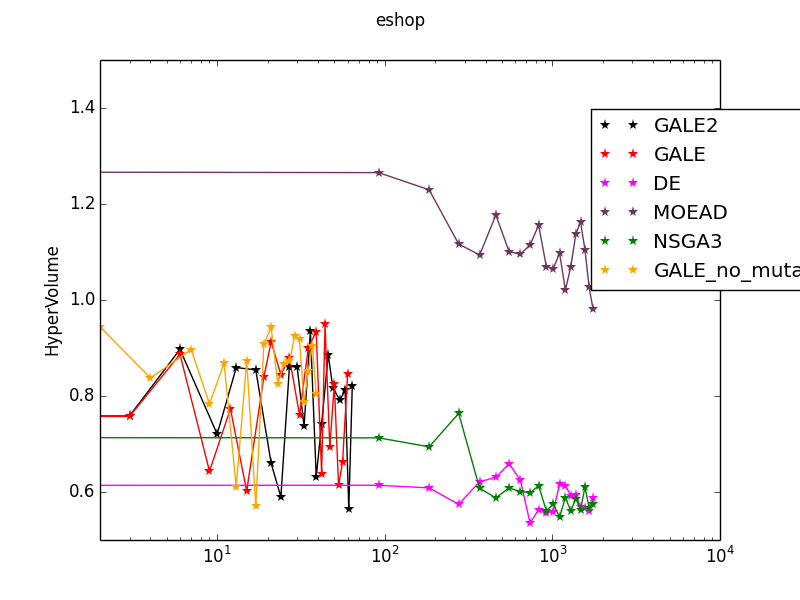 eshop
HyperVolume
1.4
1.2
1.0
0.8
0.6
10¹
10²
10³
10⁴
GALE2
GALE
DE
MOEAD
NSGA3
GALE_no_muta